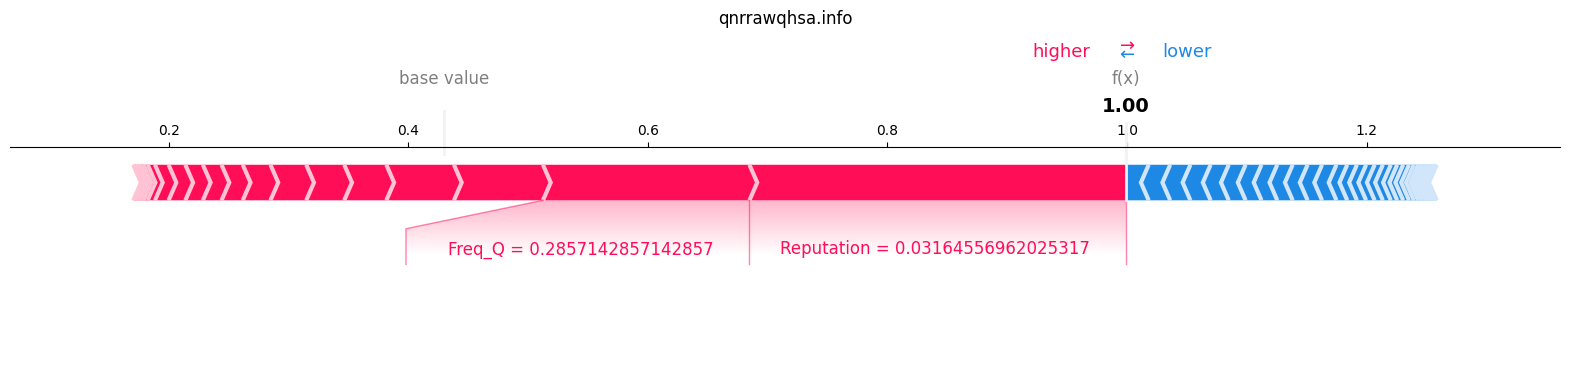 qnrrawqhsa.info
higher → ← lower
base value f(x)
1.00
0.2 0.4 0.6 0.8 1.0 1.2
Freq_Q = 0.2857142857142857 Reputation = 0.03164556962025317